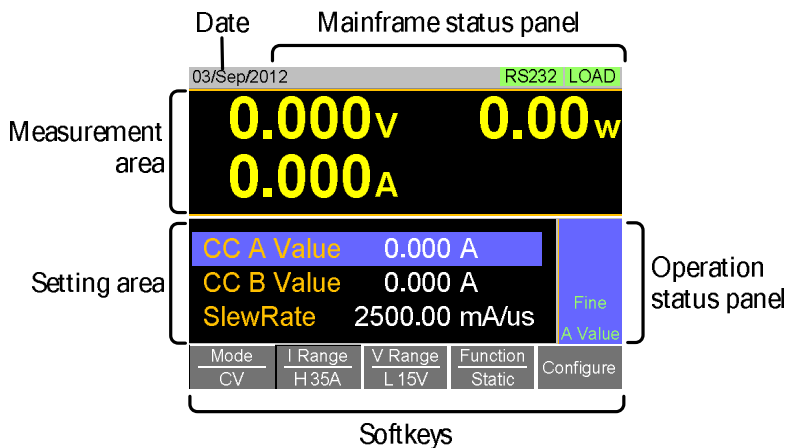 Date Mainframe status panel
03/Sep/2012 RS232 LOAD
Measurement area
0.000V 0.00W
0.000A
Setting area
CC A Value 0.000 A
CC B Value 0.000 A
SlewRate 2500.00 mA/us
Fine
A Value
Operation status panel
Mode CV
I Range H 35A
V Range L 15V
Function Static
Configure
Softkeys